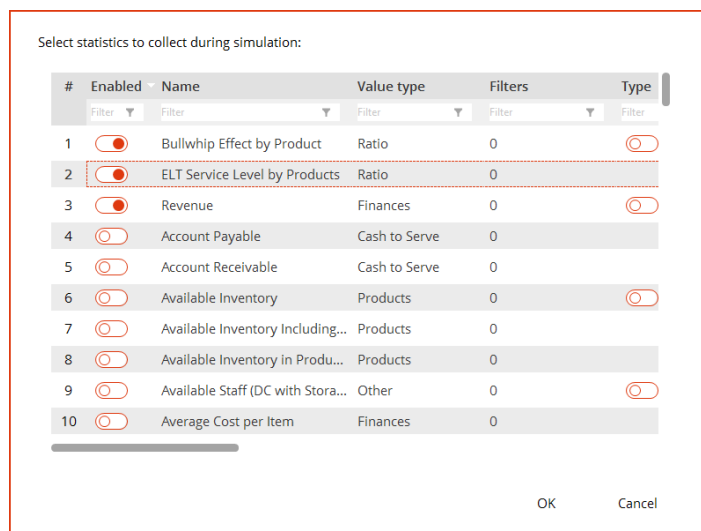 Select statistics to collect during simulation:
# Enabled Name Value type Filters Type
Filter Filter Filter Filter Filter
1 Bullwhip Effect by Product Ratio 0
2 ELT Service Level by Products Ratio 0
3 Revenue Finances 0
4 Account Payable Cash to Serve 0
5 Account Receivable Cash to Serve 0
6 Available Inventory Products 0
7 Available Inventory Including... Products 0
8 Available Inventory in Produ... Products 0
9 Available Staff (DC with Stora... Other 0
10 Average Cost per Item Finances 0
OK Cancel